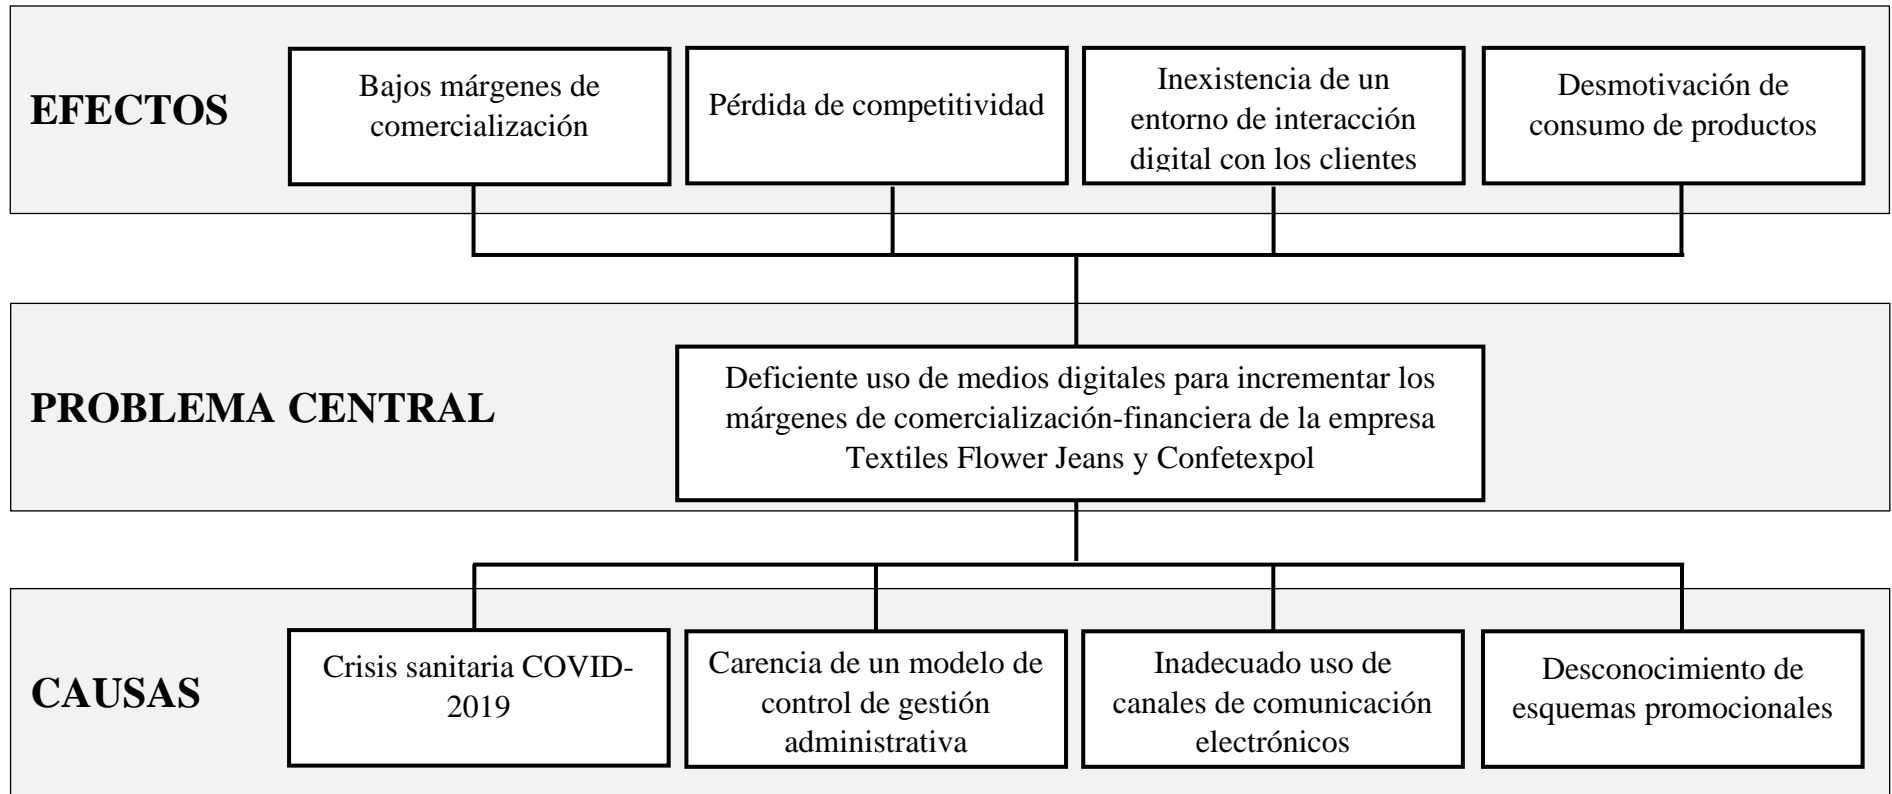 EFECTOS
Bajos márgenes de
comercialización
Pérdida de competitividad
Inexistencia de un
entorno de interacción
digital con los clientes
Desmotivación de
consumo de productos
PROBLEMA CENTRAL
Deficiente uso de medios digitales para incrementar los
márgenes de comercialización-financiera de la empresa
Textiles Flower Jeans y Confetexpol
CAUSAS
Crisis sanitaria COVID-
2019
Carencia de un modelo de
control de gestión
administrativa
Inadecuado uso de
canales de comunicación
electrónicos
Desconocimiento de
esquemas promocionales